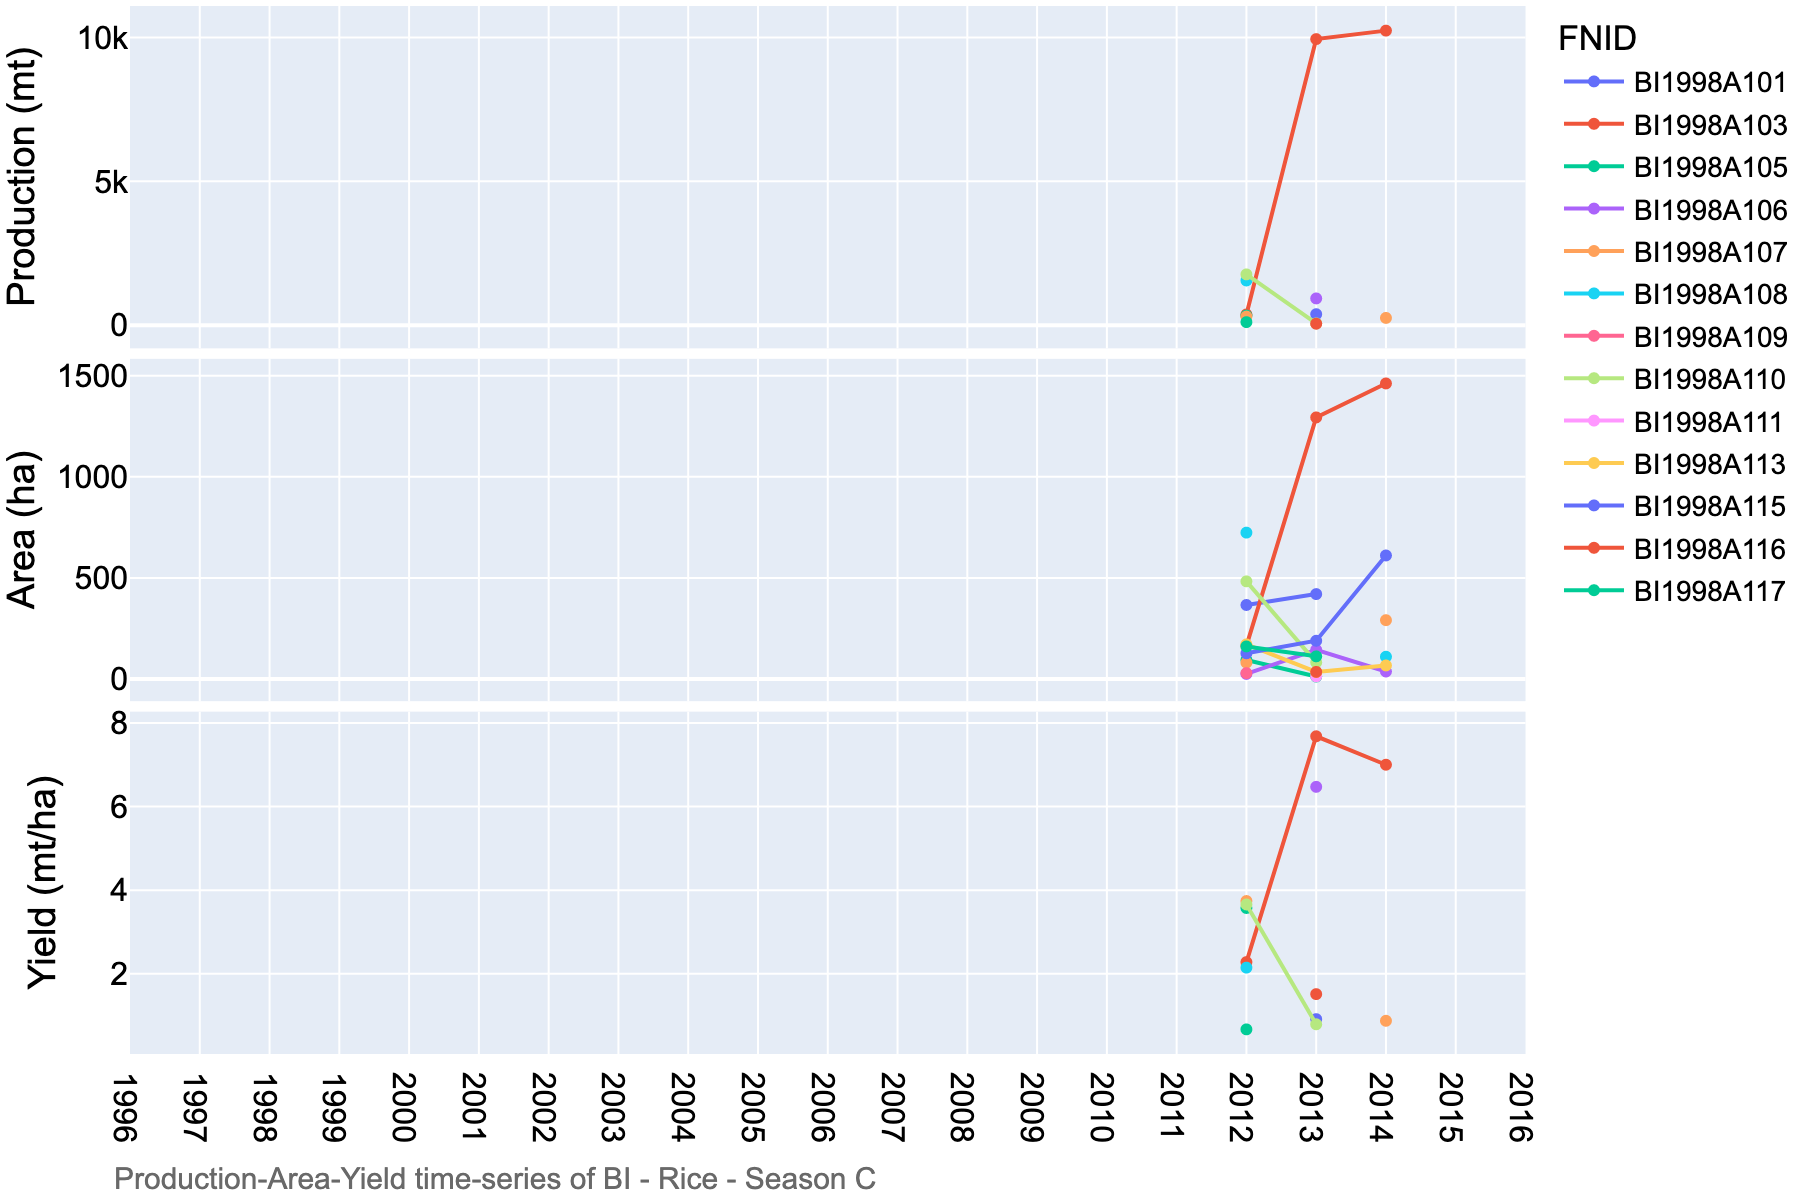 Production (mt)
10k
5k
0
Area (ha)
1500
1000
500
0
Yield (mt/ha)
8
6
4
2
1996 1997 1998 1999 2000 2001 2002 2003 2004 2005 2006 2007 2008 2009 2010 2011 2012 2013 2014 2015 2016
Production-Area-Yield time-series of BI - Rice - Season C
FNID
BI1998A101
BI1998A103
BI1998A105
BI1998A106
BI1998A107
BI1998A108
BI1998A109
BI1998A110
BI1998A111
BI1998A113
BI1998A115
BI1998A116
BI1998A117